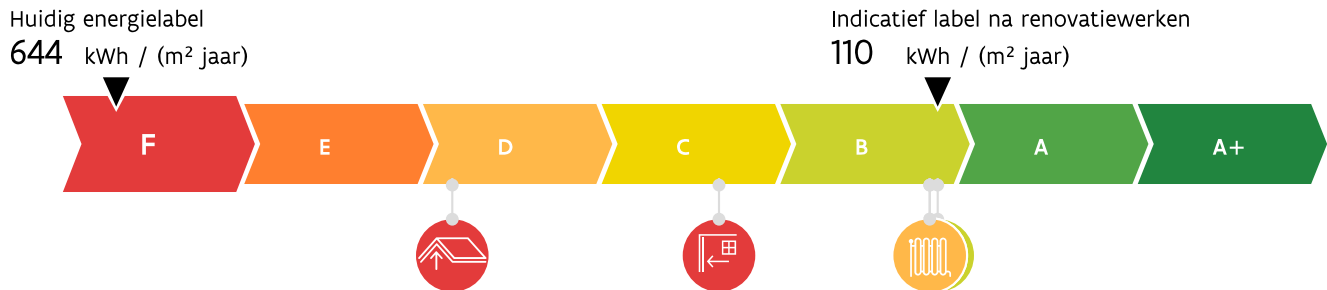 Huidig energielabel
644 kWh / (m² jaar)
Indicatief label na renovatiewerken
110 kWh / (m² jaar)
F E D C B A A+